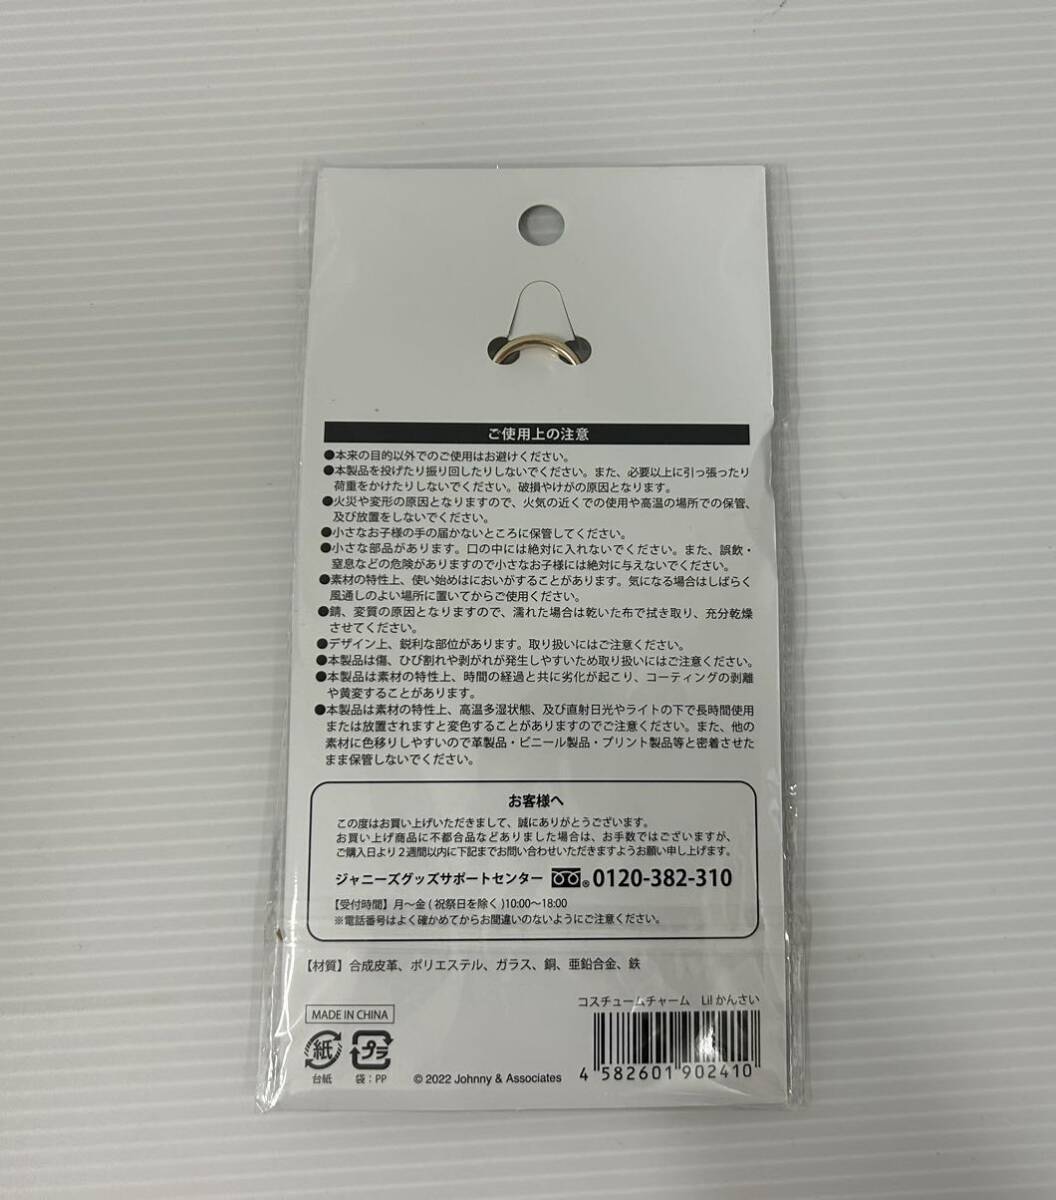 ご使用上の注意
●本来の目的以外でのご使用はお避けください。
●本製品を投げたり振り回したりしないでください。また、必要以上に引っ張ったり
荷重をかけたりしないでください。破損やけがの原因となります。
●火災や変形の原因となりますので、火気の近くでの使用や高温の場所での保管、
及び放置をしないでください。
●小さなお子様の手の届かないところに保管してください。
●小さな部品があります。口の中には絶対に入れないでください。また、誤飲・
窒息などの危険がありますので小さなお子様には絶対に与えないでください。
●素材の特性上、使い始めはにおいがすることがあります。気になる場合はしばらく
風通しのよい場所に置いてからご使用ください。
●錆、変質の原因となりますので、濡れた場合は乾いた布で拭き取り、充分乾燥
させてください。
●デザイン上、鋭利な部位があります。取り扱いにはご注意ください。
●本製品は傷、ひび割れや剥がれが発生しやすいため取り扱いにはご注意ください。
●本製品は素材の特性上、時間の経過と共に劣化が起こり、コーティングの剥離
や黄変することがあります。
●本製品は素材の特性上、高温多湿状態、及び直射日光やライトの下で長時間使用
または放置されますと変色することがありますのでご注意ください。また、他の
素材に色移りしやすいので革製品・ビニール製品・プリント製品等と密着させた
まま保管しないでください。
お客様へ
この度はお買い上げいただきまして、誠にありがとうございます。
お買い上げ商品に不都合品などありました場合は、お手数ではございますが、
ご購入日より2週間以内に下記までお問い合わせいただきますようお願い申し上げます。
ジャニーズグッズサポートセンター ®0120-382-310
【受付時間】月～金(祝祭日を除く)10:00～18:00
※電話番号はよく確かめてからお間違いのないようにご注意ください。
【材質】合成皮革、ポリエステル、ガラス、銅、亜鉛合金、鉄
コスチュームチャーム Lil かんさい
MADE IN CHINA
紙 プラ
台紙 袋：PP
© 2022 Johnny & Associates
4 582601 902410